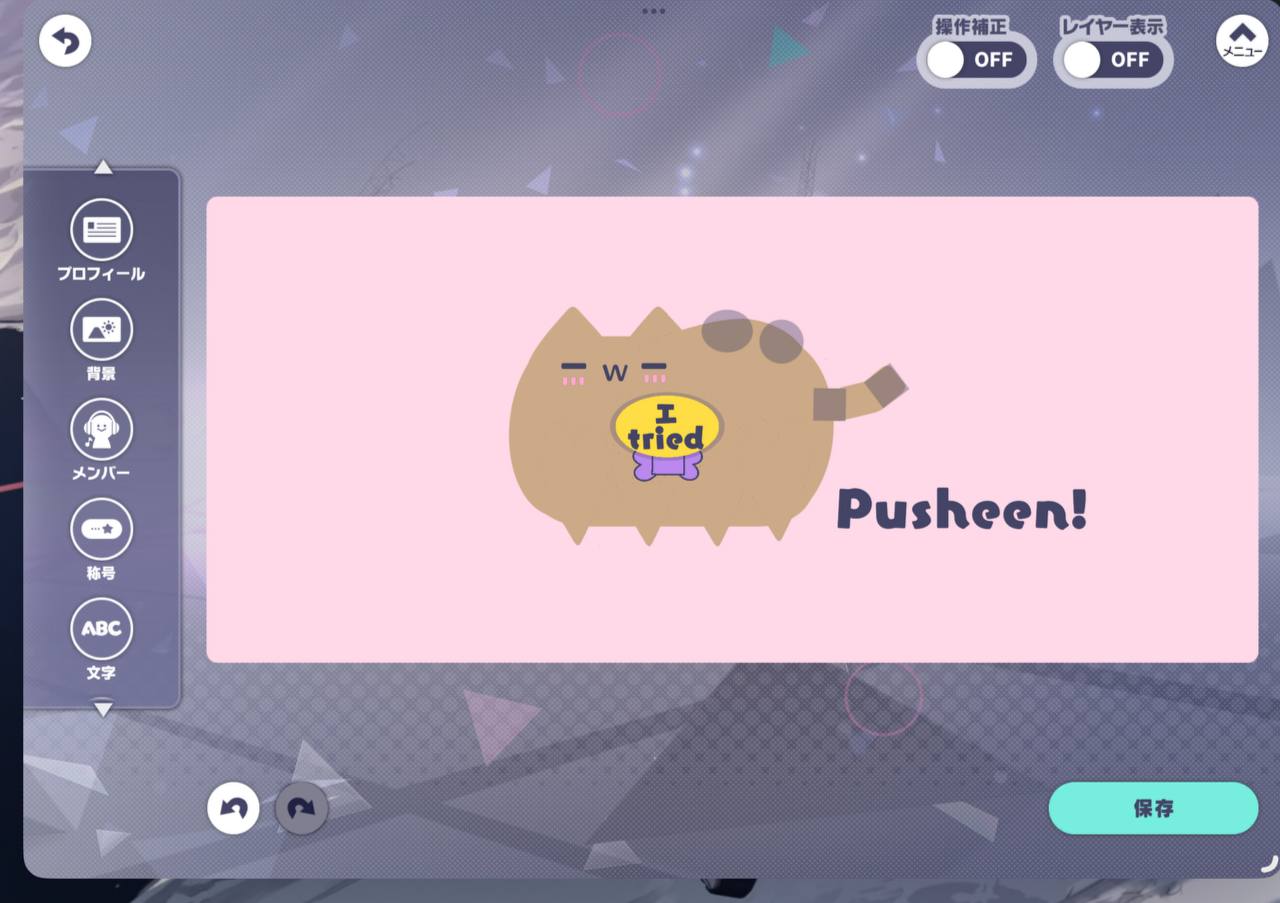 操作補正
レイヤー表示
OFF
OFF
メニュー
プロフィール
背景
メンバー
称号
ABC
文字
w
I
tried
Pusheen!
保存